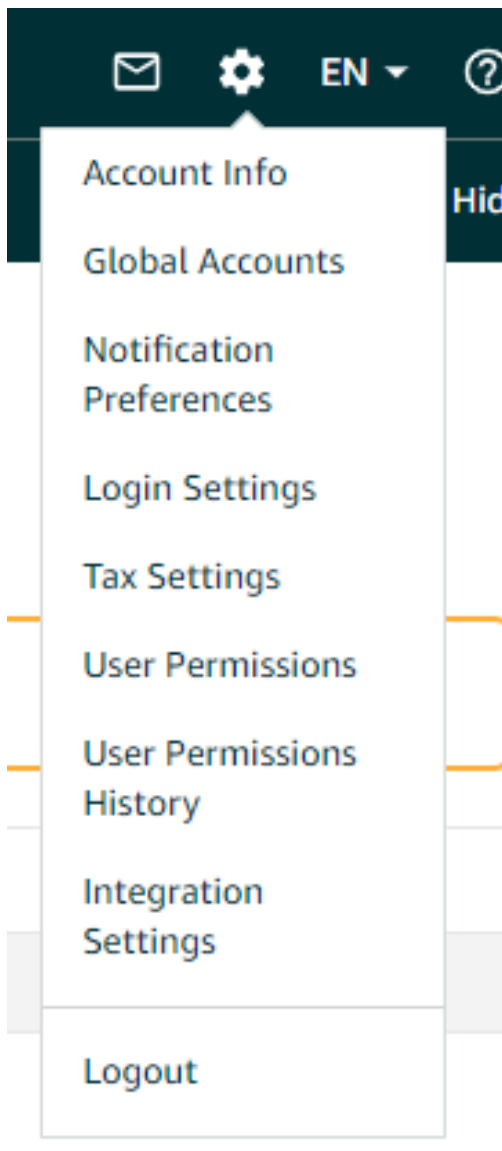 EN
Hid
Account Info
Global Accounts
Notification
Preferences
Login Settings
Tax Settings
User Permissions
User Permissions
History
Integration
Settings
Logout